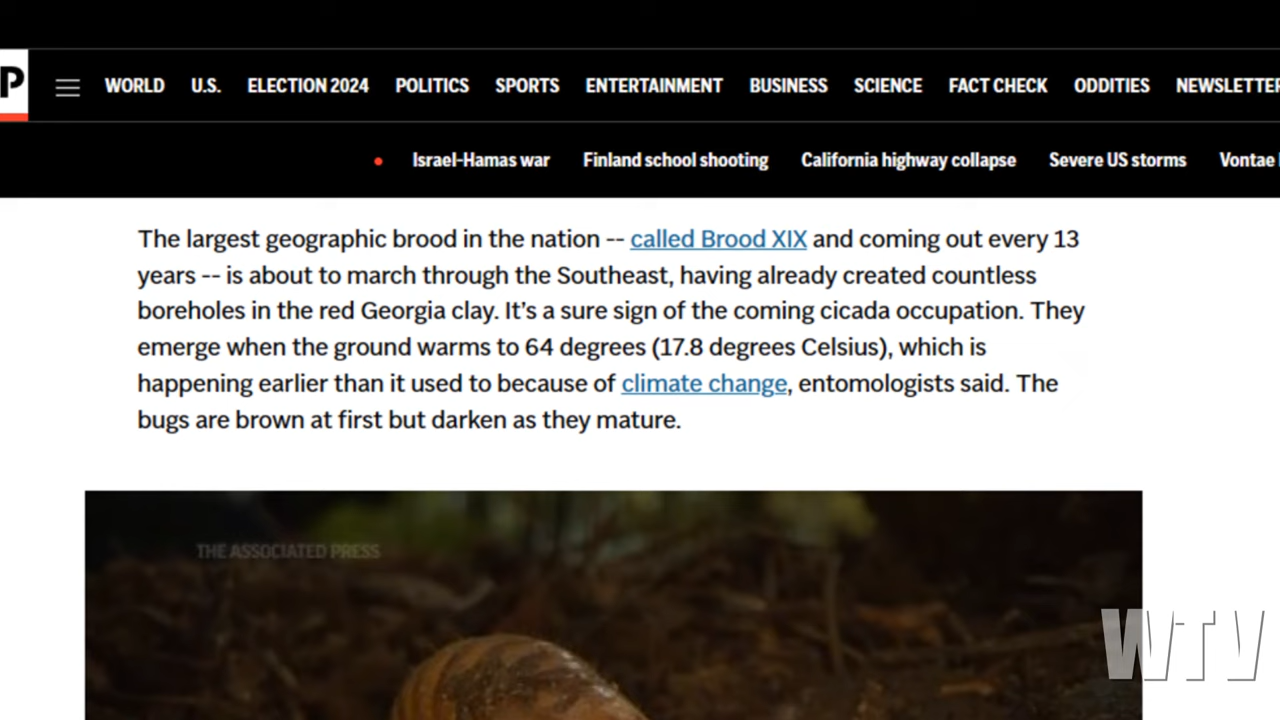 P
WORLD U.S. ELECTION 2024 POLITICS SPORTS ENTERTAINMENT BUSINESS SCIENCE FACT CHECK ODDITIES NEWSLETTER
Israel-Hamas war Finland school shooting California highway collapse Severe US storms Vontae
The largest geographic brood in the nation -- called Brood XIX and coming out every 13
years -- is about to march through the Southeast, having already created countless
boreholes in the red Georgia clay. It’s a sure sign of the coming cicada occupation. They
emerge when the ground warms to 64 degrees (17.8 degrees Celsius), which is
happening earlier than it used to because of climate change, entomologists said. The
bugs are brown at first but darken as they mature.
THE ASSOCIATED PRESS
WTV